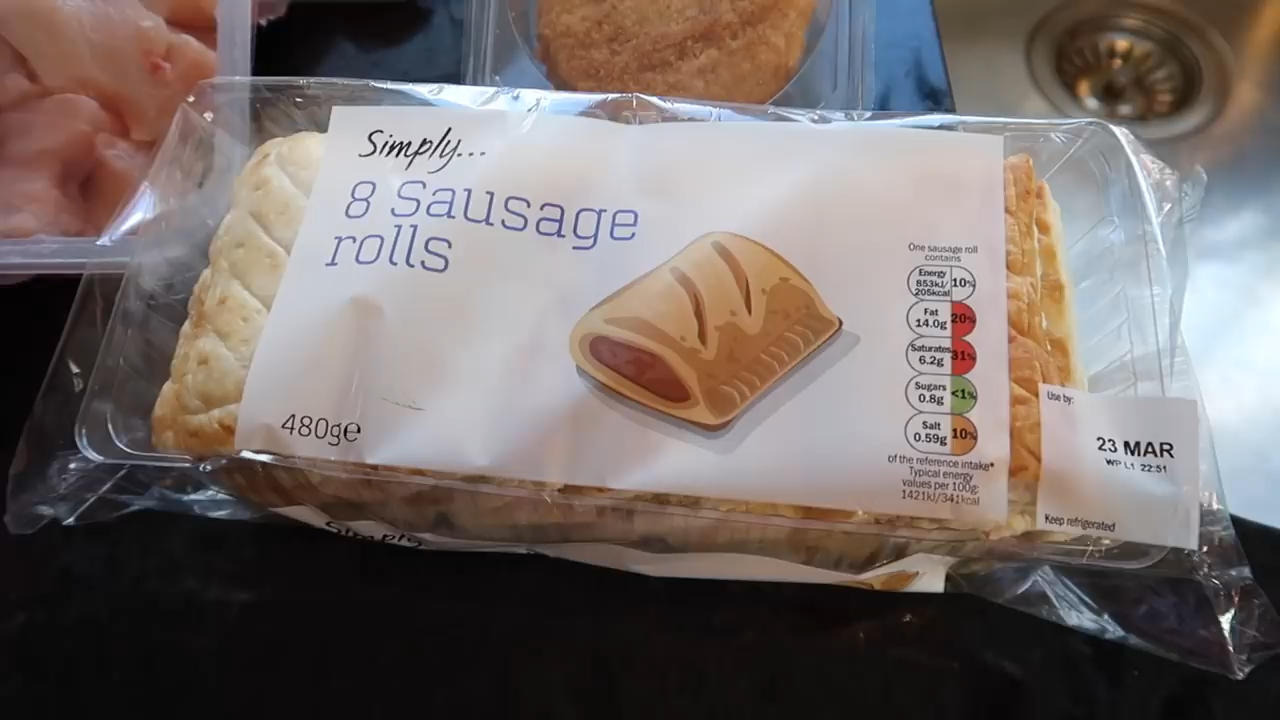 Simply...
8 Sausage
rolls
480g℮
One sausage roll
contains
Energy
853kJ/
205kcal
10%
Fat
14.0g
20%
Saturates
6.2g
31%
Sugars
0.8g
<1%
Salt
0.59g
10%
of the reference intake*
Typical energy
values per 100g:
1421kJ/341kcal
Use by:
23 MAR
WP L1 22:51
Keep refrigerated
Simply